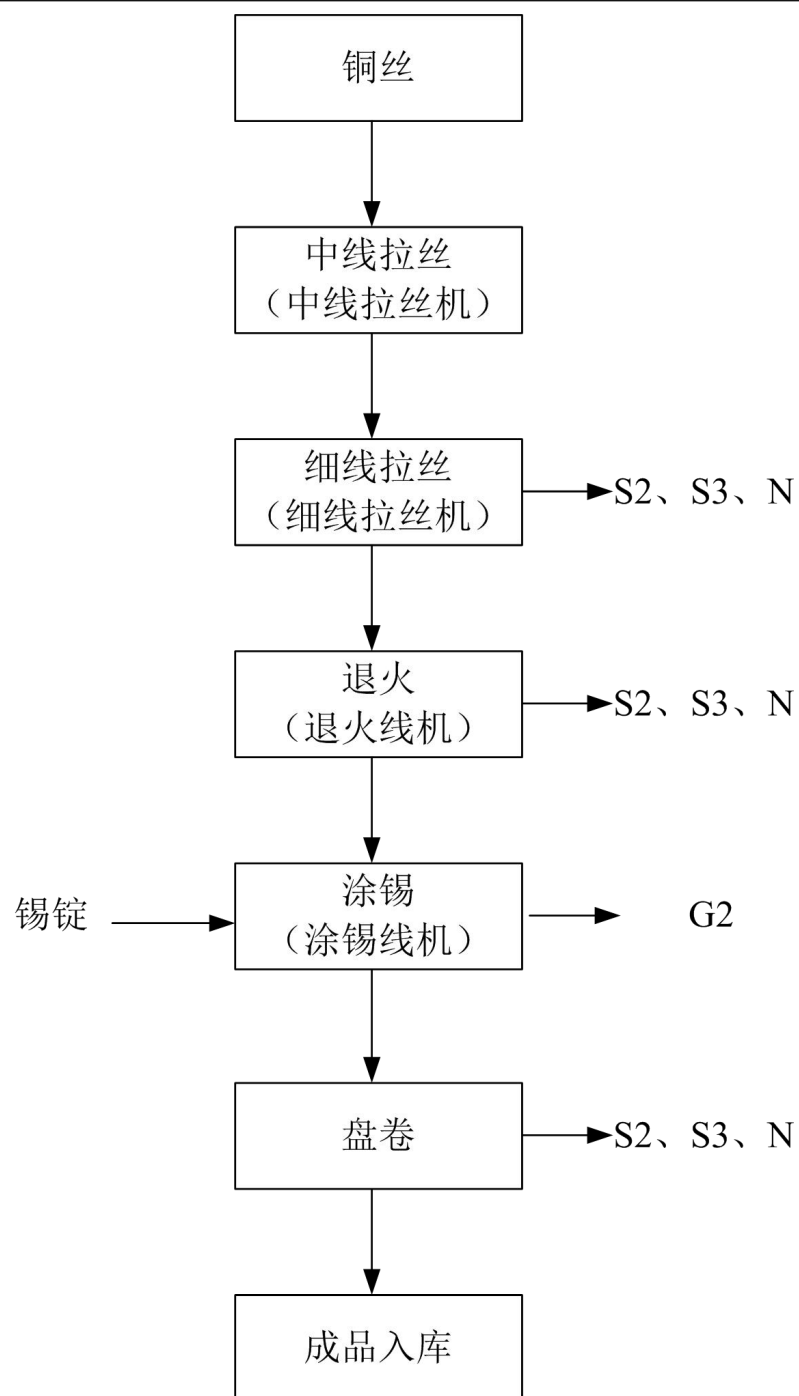 铜丝
中线拉丝
（中线拉丝机）
细线拉丝
（细线拉丝机）
S2、S3、N
退火
（退火线机）
S2、S3、N
锡锭
涂锡
（涂锡线机）
G2
盘卷
S2、S3、N
成品入库